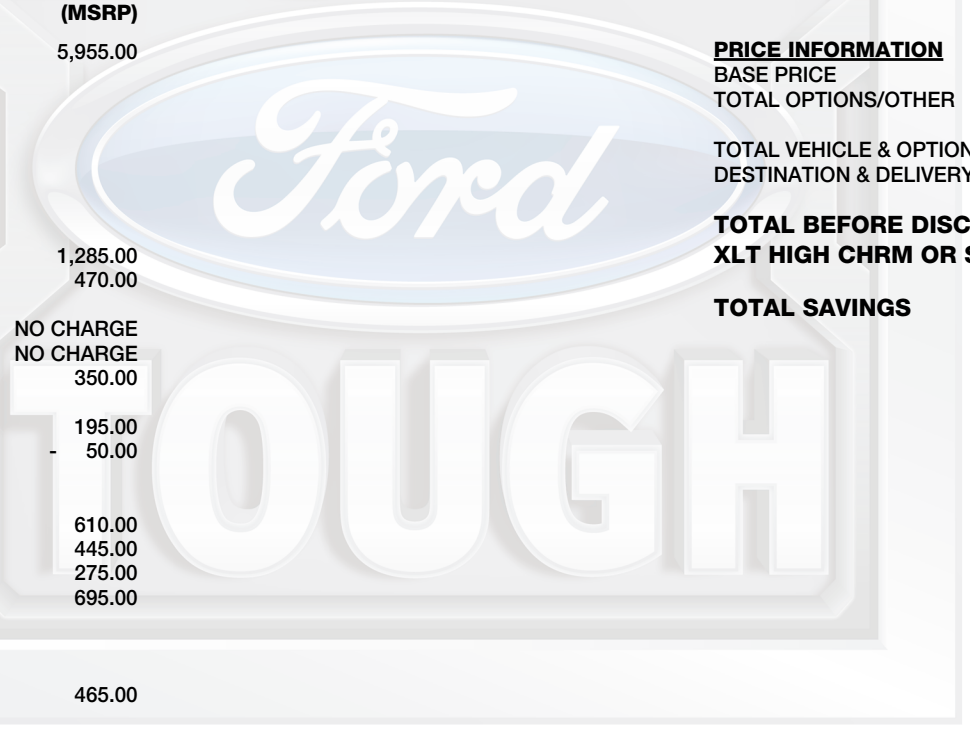 (MSRP)
5,955.00
1,285.00
470.00
NO CHARGE
NO CHARGE
350.00
195.00
- 50.00
610.00
445.00
275.00
695.00
465.00
PRICE INFORMATION
BASE PRICE
TOTAL OPTIONS/OTHER
TOTAL VEHICLE & OPTION
DESTINATION & DELIVERY
TOTAL BEFORE DISC
XLT HIGH CHRM OR S
TOTAL SAVINGS
Ford
TOUGH